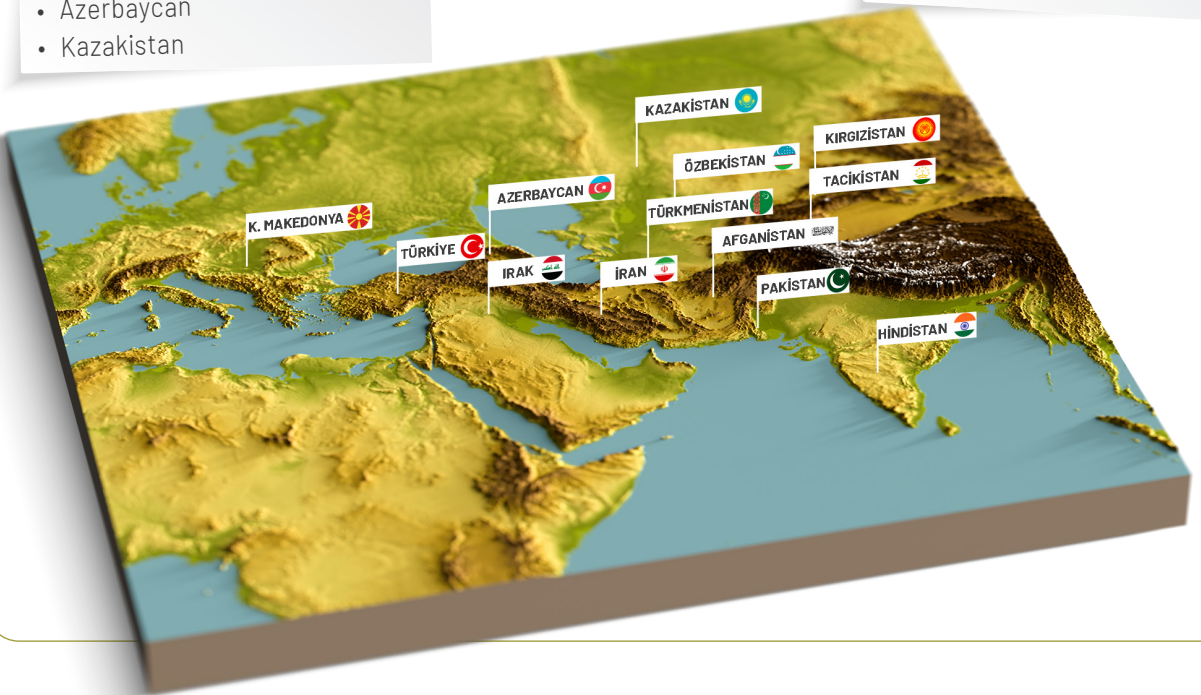 • Azerbaycan
• Kazakistan
KAZAKİSTAN
KIRGIZİSTAN
ÖZBEKİSTAN
TACİKİSTAN
AZERBAYCAN
TÜRKMENİSTAN
K. MAKEDONYA
AFGANİSTAN
TÜRKİYE
IRAK
İRAN
PAKİSTAN
HİNDİSTAN